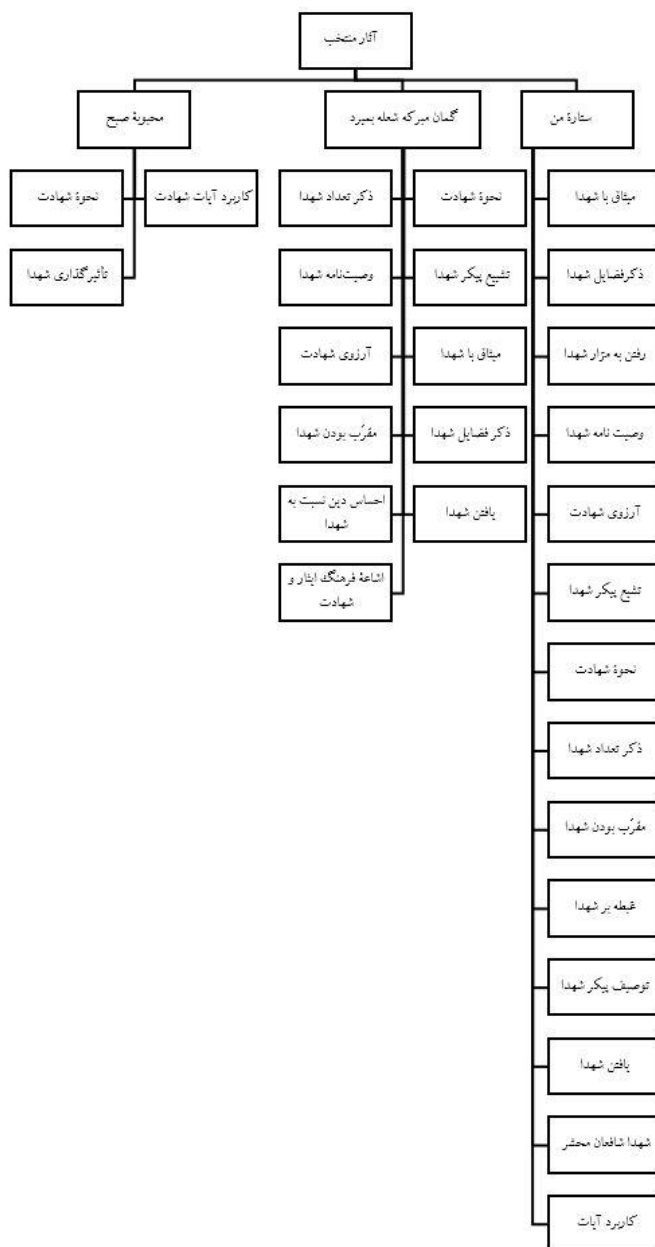 آثار منتخب
ستارهٔ من
میثاق با شهدا
ذکرفضایل شهدا
رفتن به مزار شهدا
وصیت نامه شهدا
آرزوی شهادت
تشیع پیکر شهدا
نحوهٔ شهادت
ذکر تعداد شهدا
مقرّب بودن شهدا
غبطه بر شهدا
توصیف پیکر شهدا
یافتن شهدا
شهدا شافعان محشر
کاربرد آیات
گمان مبرکه شعله بمیرد
نحوهٔ شهادت
ذکر تعداد شهدا
تشییع پیکر شهدا
وصیت‌نامه شهدا
میثاق با شهدا
آرزوی شهادت
ذکر فضایل شهدا
مقرّب بودن شهدا
یافتن شهدا
احساس دین نسبت به
شهدا
اشاعهٔ فرهنگ ایثار و
شهادت
محبوبهٔ صبح
کاربرد آیات شهادت
نحوهٔ شهادت
تأثیرگذاری شهدا